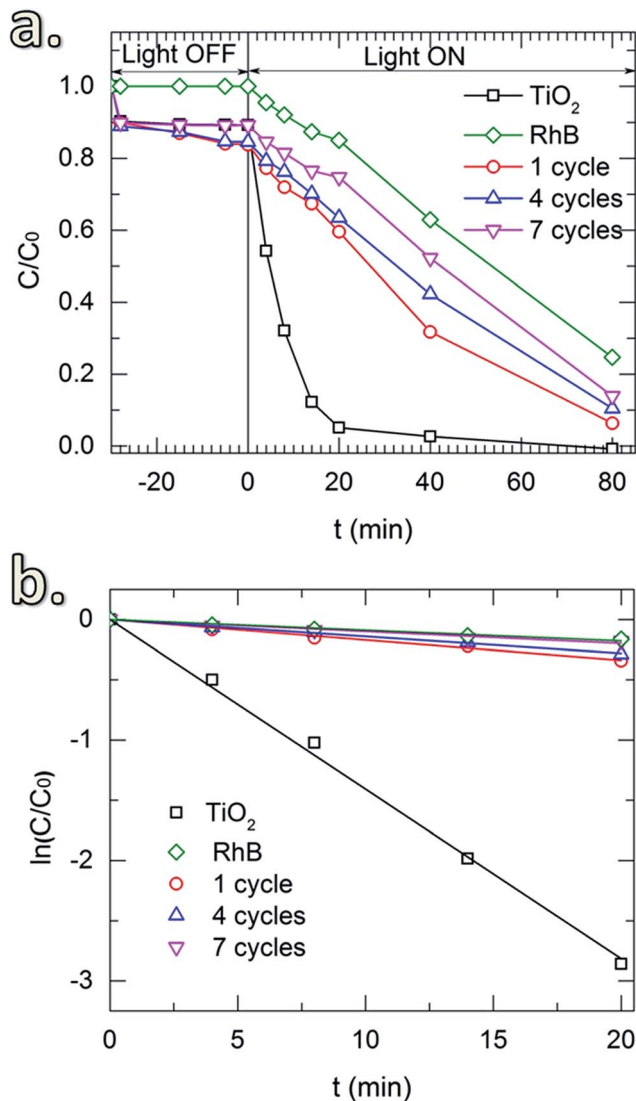 a.
Light OFF
Light ON
1.0
0.8
0.6
0.4
0.2
0.0
C/C₀
TiO₂
RhB
1 cycle
4 cycles
7 cycles
-20
0
20
40
60
80
t (min)
b.
0
-1
-2
-3
ln(C/C₀)
TiO₂
RhB
1 cycle
4 cycles
7 cycles
0
5
10
15
20
t (min)